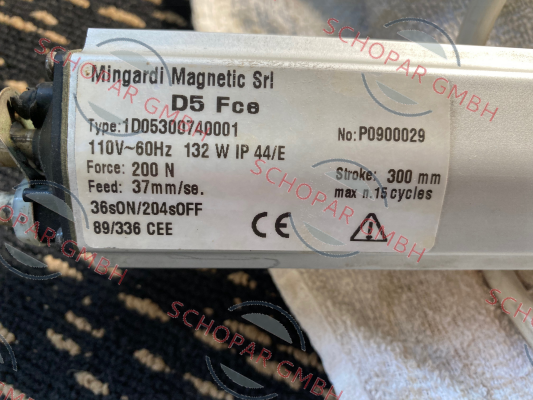 Mingardi Magnetic Srl
D5 Fce
Type:1D05300740001
No:P0900029
110V~60Hz 132 W IP 44/E
Force: 200 N
Stroke: 300 mm
Feed: 37mm/se.
max n.15 cycles
36sON/204sOFF
89/336 CEE
CE
SCHOPAR GMBH
SCHOPAR GMBH
SCHOPAR GMBH
SCHOPAR GMBH
SCHOPAR GMBH
SCHOPAR GMBH